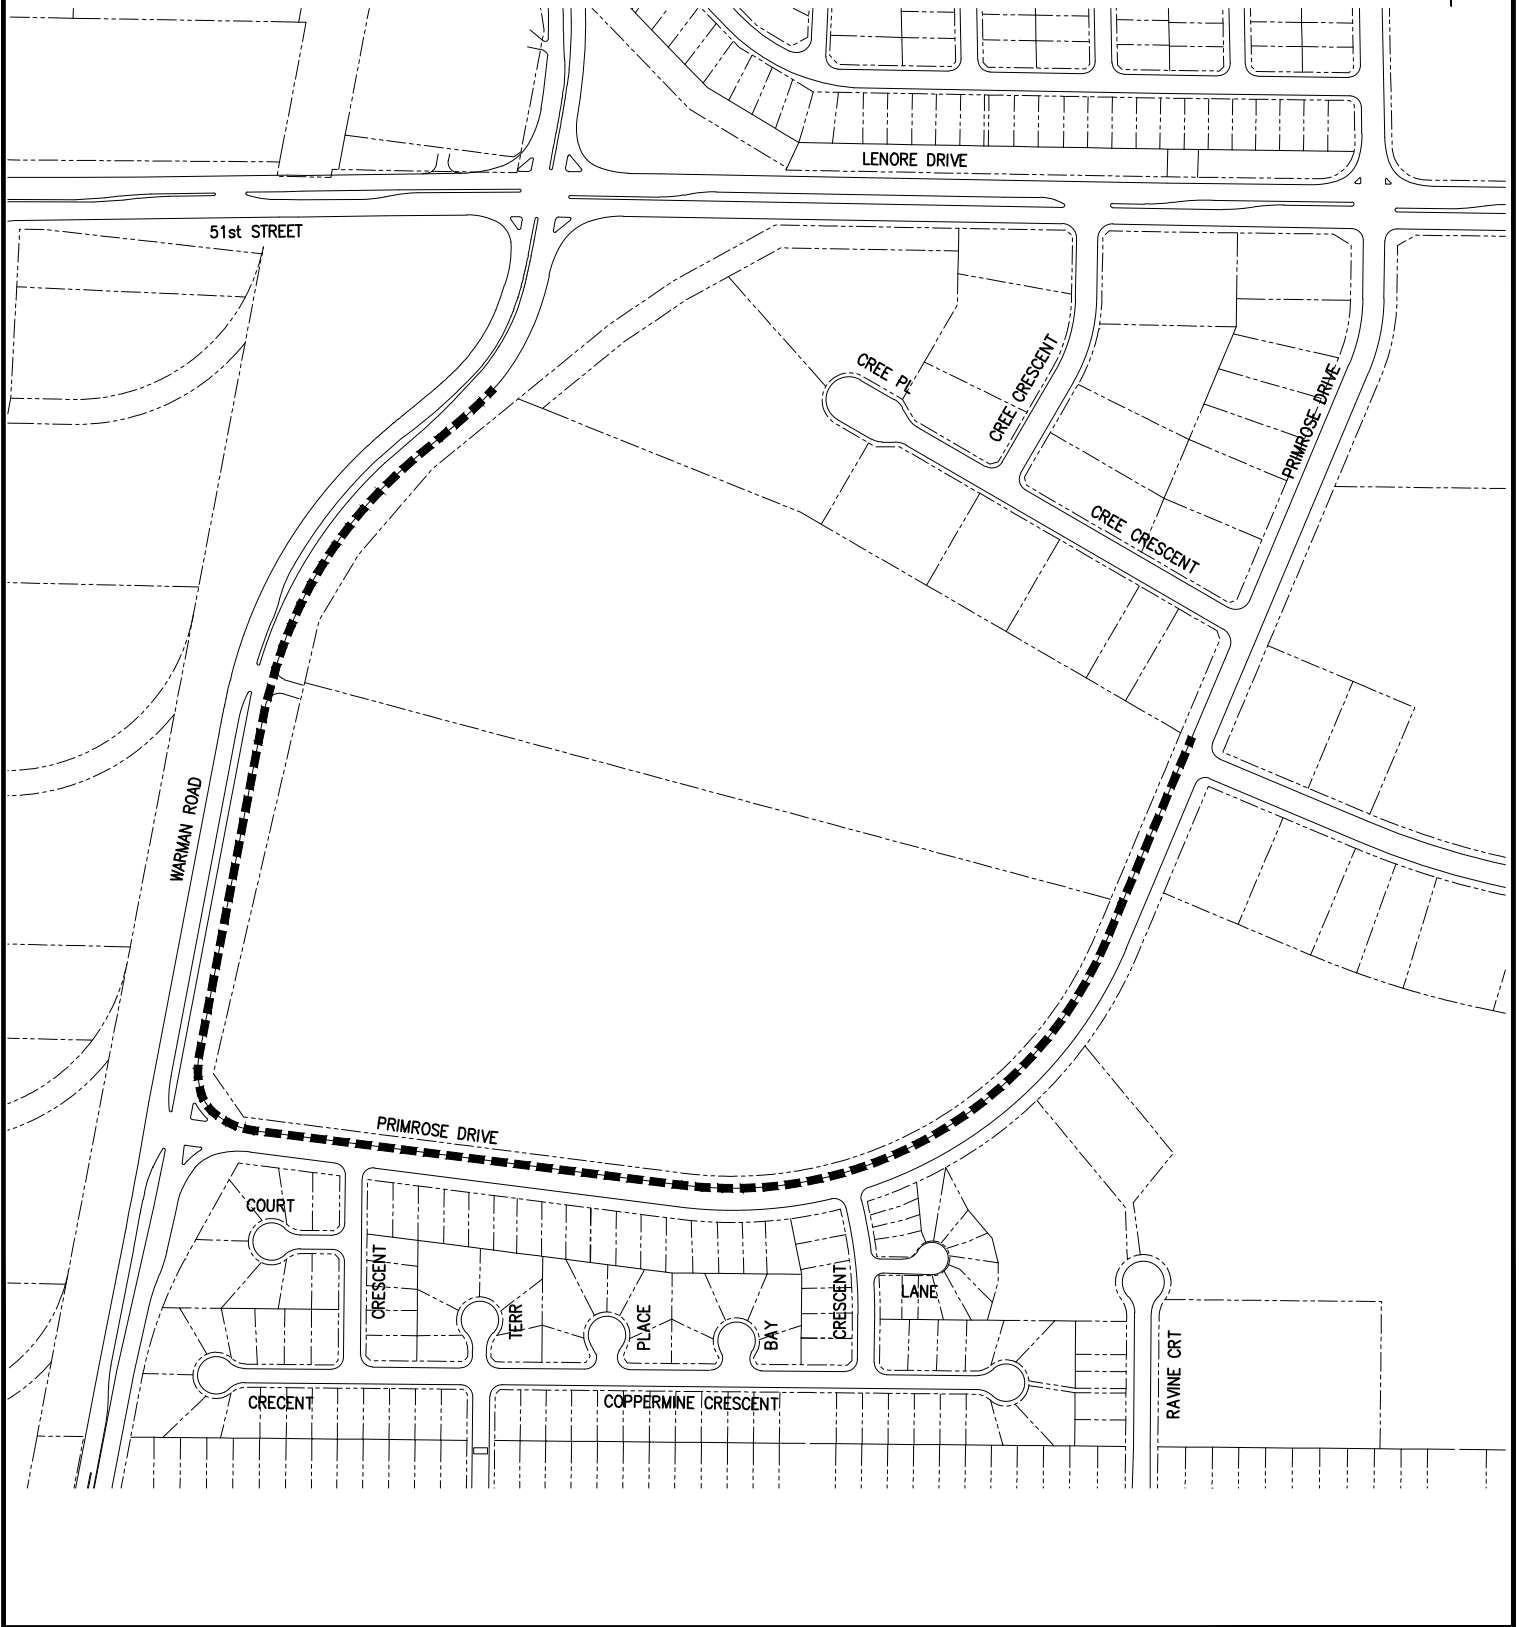 LENORE DRIVE
51st STREET
CREE PL
CREE CRESCENT
PRIMROSE DRIVE
CREE CRESCENT
WARMAN ROAD
PRIMROSE DRIVE
COURT
CRESCENT
TERR
PLACE
BAY
CRESCENT
LANE
RAVINE CRT
CRECENT
COPPERMINE CRESCENT